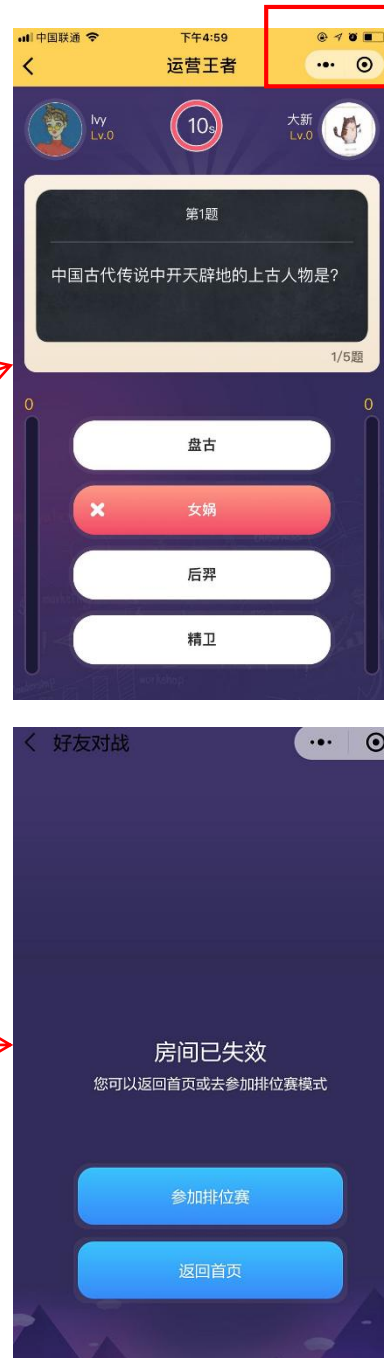 中国联通 下午4:59
运营王者
Ivy
Lv.0
10s
大新
Lv.0
第1题
中国古代传说中开天辟地的上古人物是?
1/5题
0 0
盘古
女娲
后羿
精卫
workshop
好友对战
房间已失效
您可以返回首页或去参加排位赛模式
参加排位赛
返回首页